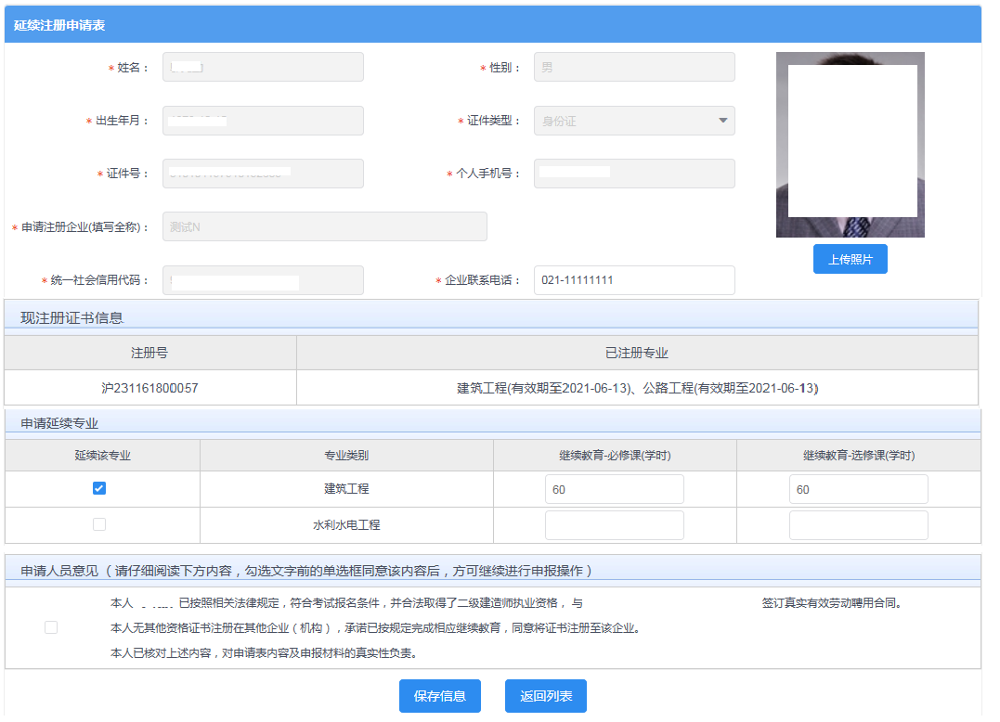 延续注册申请表
* 姓名：
* 性别： 男
* 出生年月：
* 证件类型： 身份证
* 证件号：
* 个人手机号：
* 申请注册企业(填写全称)： 测试N
上传照片
* 统一社会信用代码：
* 企业联系电话： 021-11111111
现注册证书信息
注册号 已注册专业
沪231161800057 建筑工程(有效期至2021-06-13)、公路工程(有效期至2021-06-13)
申请延续专业
延续该专业 专业类别 继续教育-必修课(学时) 继续教育-选修课(学时)
建筑工程 60 60
水利水电工程
申请人员意见（请仔细阅读下方内容，勾选文字前的单选框同意该内容后，方可继续进行申报操作）
本人 已按照相关法律规定，符合考试报名条件，并合法取得了二级建造师执业资格，与 签订真实有效劳动聘用合同。
本人无其他资格证书注册在其他企业（机构），承诺已按规定完成相应继续教育，同意将证书注册至该企业。
本人已核对上述内容，对申请表内容及申报材料的真实性负责。
保存信息 返回列表